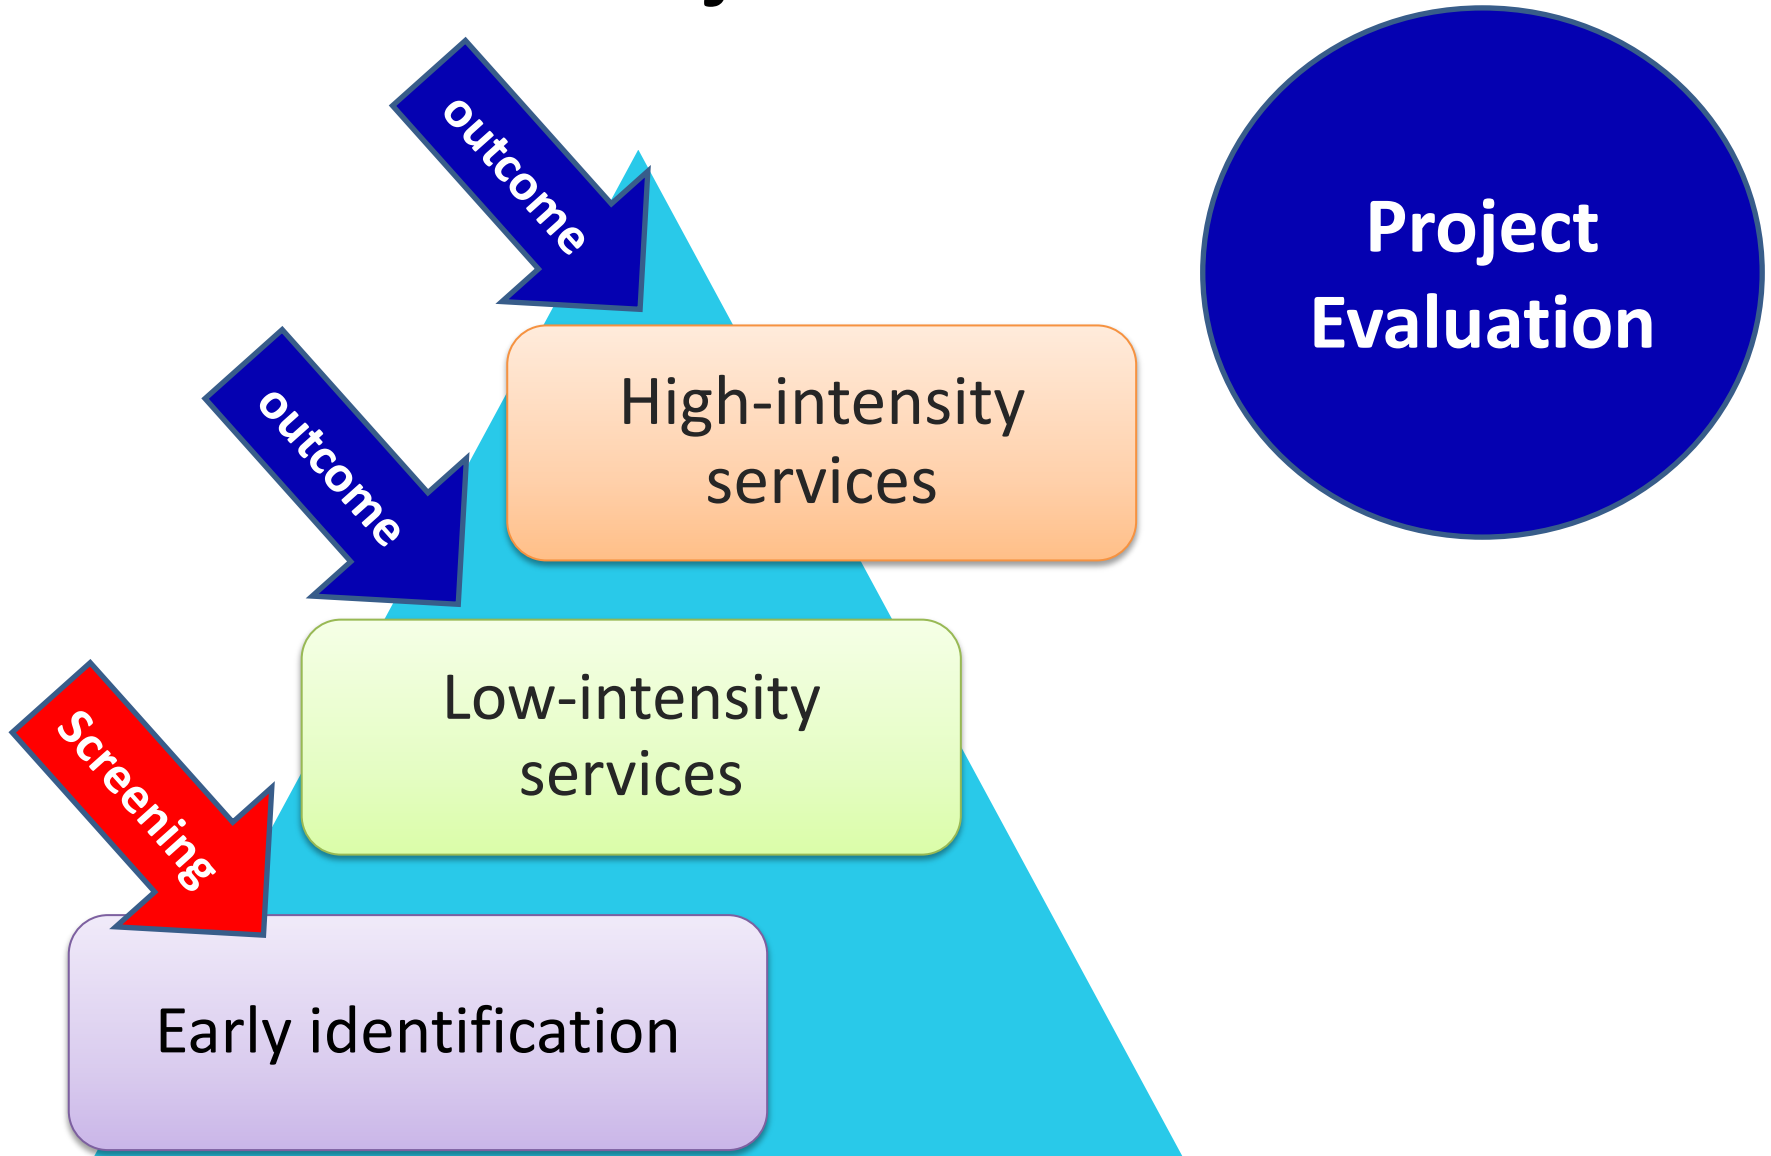 outcome
Project
Evaluation
High-intensity
services
outcome
Low-intensity
services
Screening
Early identification